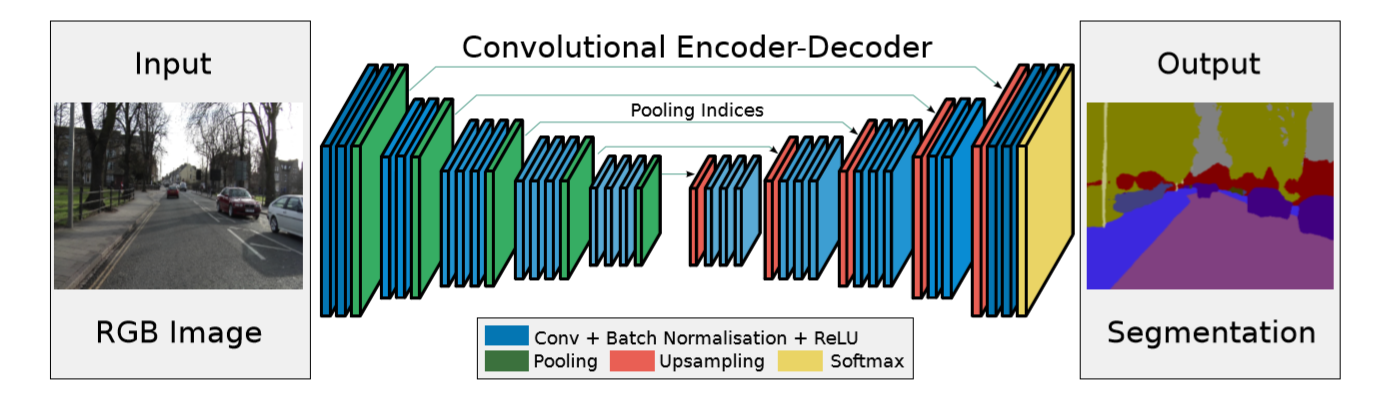 Input
RGB Image
Convolutional Encoder-Decoder
Pooling Indices
Conv + Batch Normalisation + ReLU
Pooling Upsampling Softmax
Output
Segmentation